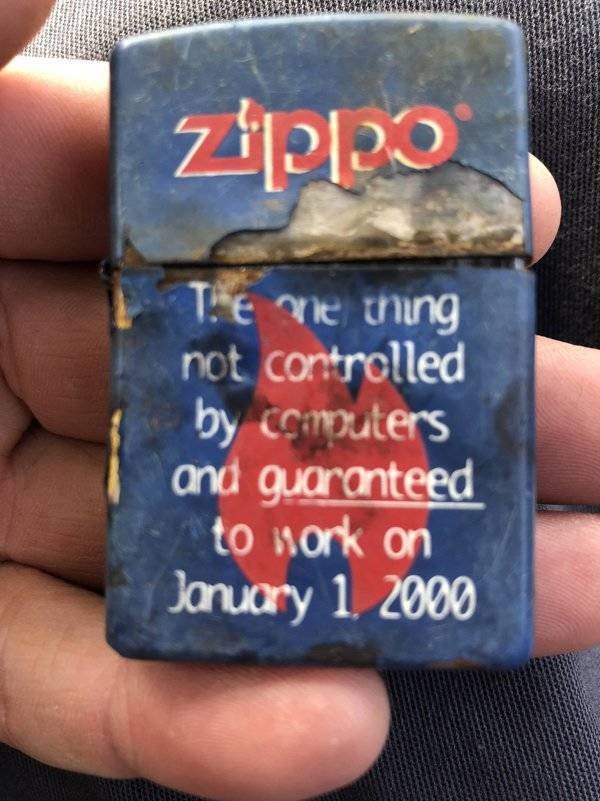 zippo
The one thing
not controlled
by computers
and guaranteed
to work on
January 1, 2000